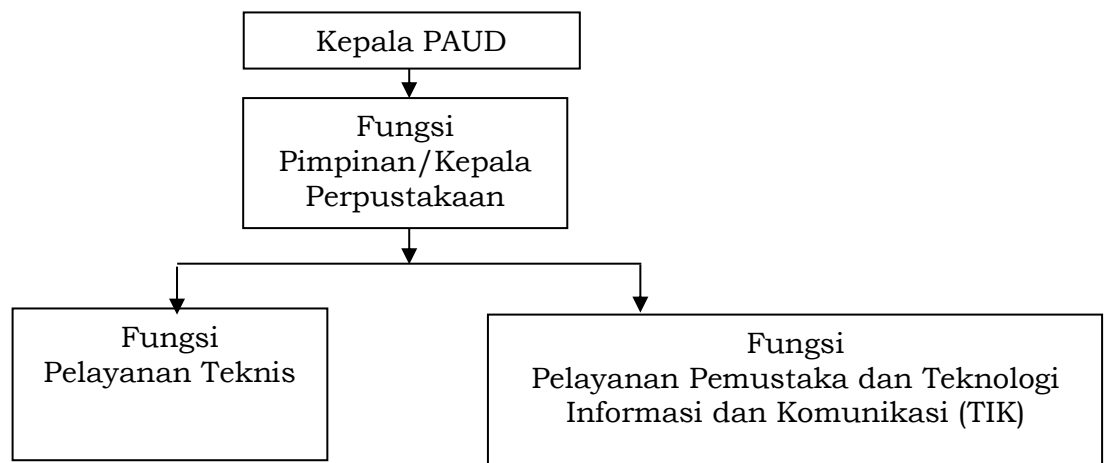 Kepala PAUD
Fungsi
Pimpinan/Kepala
Perpustakaan
Fungsi
Pelayanan Teknis
Fungsi
Pelayanan Pemustaka dan Teknologi
Informasi dan Komunikasi (TIK)